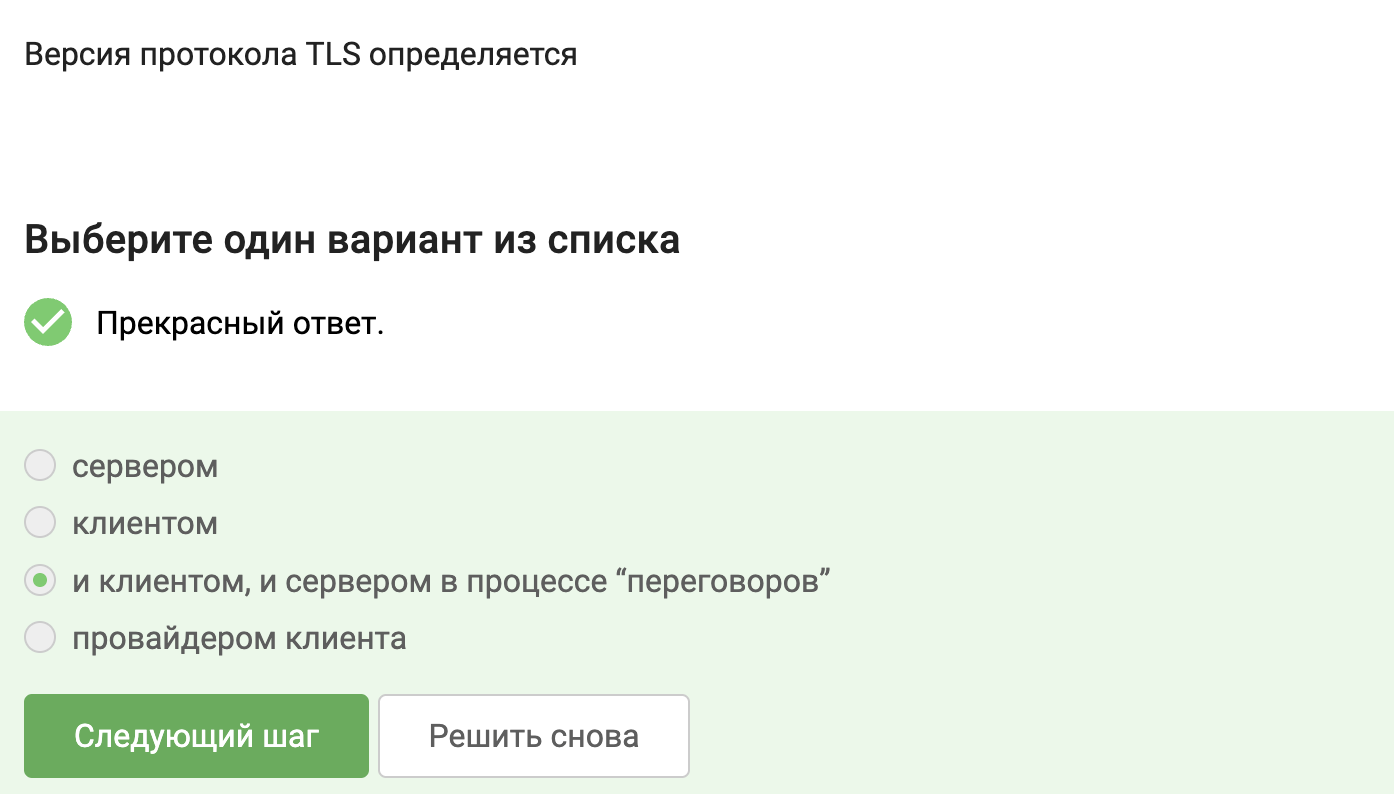 Версия протокола TLS определяется
Выберите один вариант из списка
Прекрасный ответ.
сервером
клиентом
и клиентом, и сервером в процессе “переговоров”
провайдером клиента
Следующий шаг
Решить снова